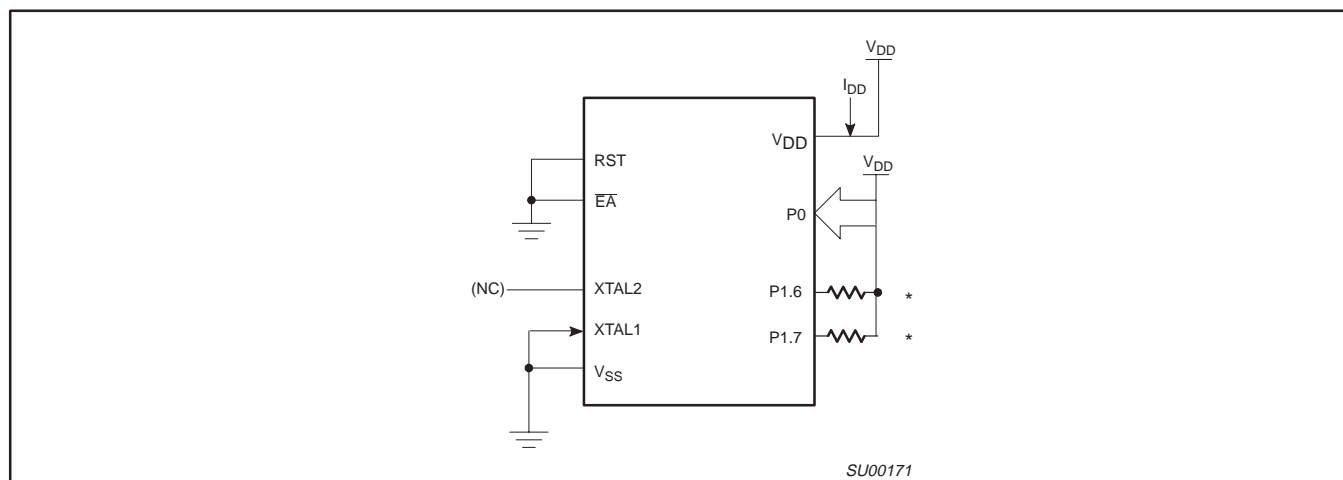 VDD
IDD
VDD
RST
VDD
EA
P0
(NC)
XTAL2
P1.6
*
XTAL1
P1.7
*
VSS
SU00171